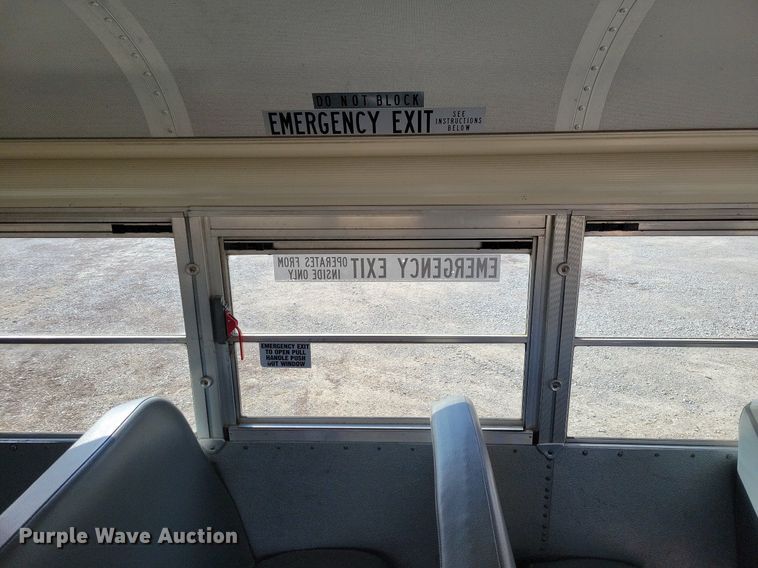 DO NOT BLOCK
EMERGENCY EXIT SEE
INSTRUCTIONS
BELOW
EMERGENCY EXIT OPERATES FROM
INSIDE ONLY
EMERGENCY EXIT
TO OPEN PULL
HANDLE PUSH
OUT WINDOW
Purple Wave Auction